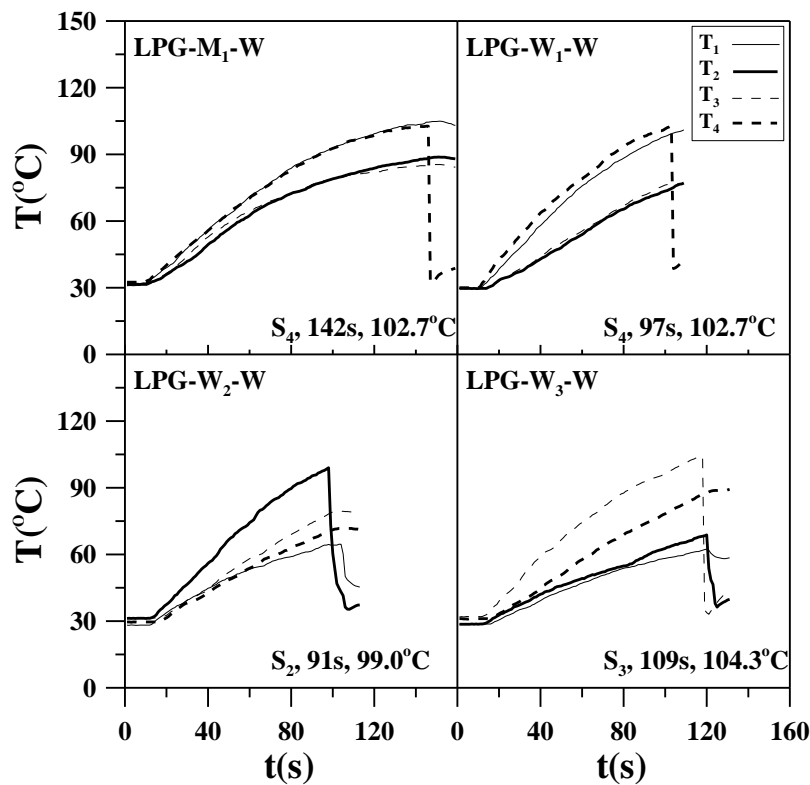 150
120
90
60
30
0
T(°C)
LPG-M₁-W
S₄, 142s, 102.7°C
LPG-W₁-W
T₁
T₂
T₃
T₄
S₄, 97s, 102.7°C
120
90
60
30
0
T(°C)
LPG-W₂-W
S₂, 91s, 99.0°C
LPG-W₃-W
S₃, 109s, 104.3°C
0 40 80 120 0 40 80 120 160
t(s) t(s)